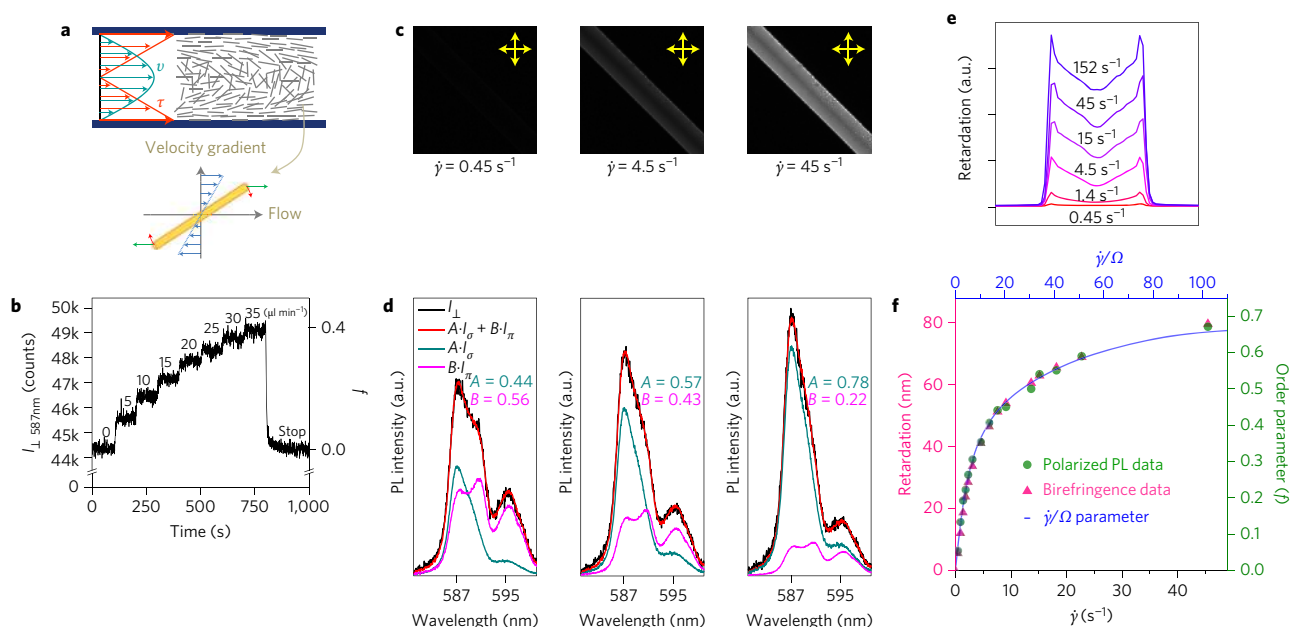 a
υ
τ
Velocity gradient
Flow
b
50k
49k
48k
47k
46k
45k
44k
0
I⊥ 587nm (counts)
0
5
10
15
20
25
30
35 (µl min⁻¹)
Stop
0.4
0.0
f
0
250
500
750
1,000
Time (s)
c
γ̇ = 0.45 s⁻¹
γ̇ = 4.5 s⁻¹
γ̇ = 45 s⁻¹
d
I⊥
A·Iσ + B·Iπ
A·Iσ
B·Iπ
A = 0.44
B = 0.56
PL intensity (a.u.)
587
595
Wavelength (nm)
A = 0.57
B = 0.43
PL intensity (a.u.)
587
595
Wavelength (nm)
A = 0.78
B = 0.22
PL intensity (a.u.)
587
595
Wavelength (nm)
e
Retardation (a.u.)
152 s⁻¹
45 s⁻¹
15 s⁻¹
4.5 s⁻¹
1.4 s⁻¹
0.45 s⁻¹
f
γ̇/Ω
0
20
40
60
80
100
80
60
40
20
0
Retardation (nm)
0.7
0.6
0.5
0.4
0.3
0.2
0.1
0.0
Order parameter (f)
Polarized PL data
Birefringence data
γ̇/Ω parameter
0
10
20
30
40
γ̇ (s⁻¹)